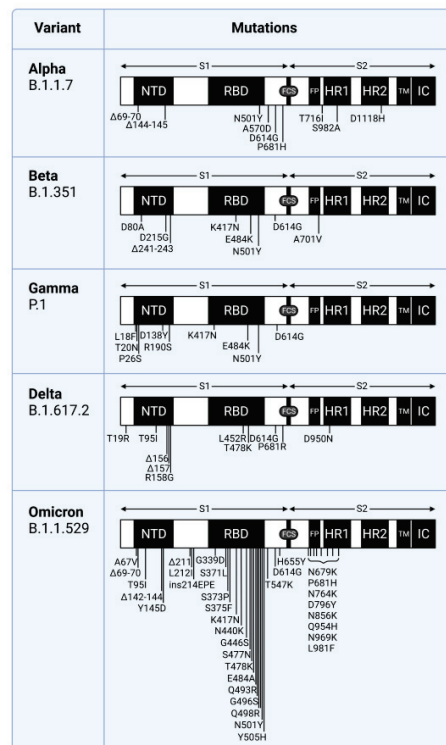 Variant Mutations
Alpha
B.1.1.7
S1 S2
NTD RBD FCS FP HR1 HR2 TM IC
Δ69-70
Δ144-145
N501Y
A570D
D614G
P681H
T716I
S982A
D1118H
Beta
B.1.351
S1 S2
NTD RBD FCS FP HR1 HR2 TM IC
D80A
D215G
Δ241-243
K417N
E484K
N501Y
D614G
A701V
Gamma
P.1
S1 S2
NTD RBD FCS FP HR1 HR2 TM IC
L18F
T20N
P26S
D138Y
R190S
K417N
E484K
N501Y
D614G
Delta
B.1.617.2
S1 S2
NTD RBD FCS FP HR1 HR2 TM IC
T19R
T95I
Δ156
Δ157
R158G
L452R
T478K
D614G
P681R
D950N
Omicron
B.1.1.529
S1 S2
NTD RBD FCS FP HR1 HR2 TM IC
A67V
Δ69-70
T95I
Δ142-144
Y145D
Δ211
L212I
ins214EPE
G339D
S371L
S373P
S375F
K417N
N440K
G446S
S477N
T478K
E484A
Q493R
G496S
Q498R
N501Y
Y505H
T547K
D614G
H655Y
N679K
P681H
N764K
D796Y
N856K
Q954H
N969K
L981F